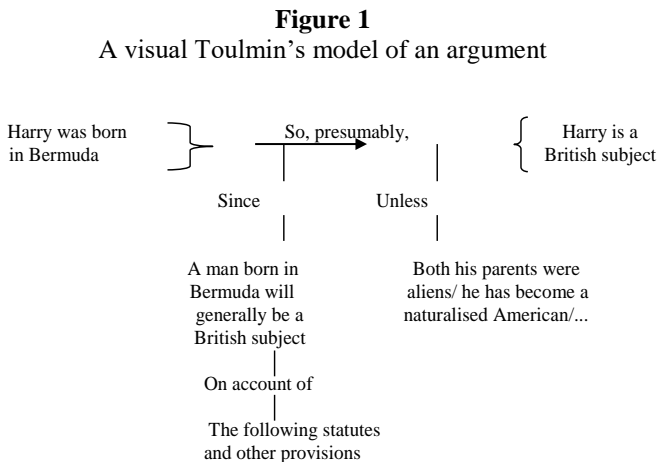 Figure 1
A visual Toulmin’s model of an argument
Harry was born
in Bermuda
So, presumably,
Harry is a
British subject
Since
Unless
A man born in
Bermuda will
generally be a
British subject
Both his parents were
aliens/ he has become a
naturalised American/...
On account of
The following statutes
and other provisions